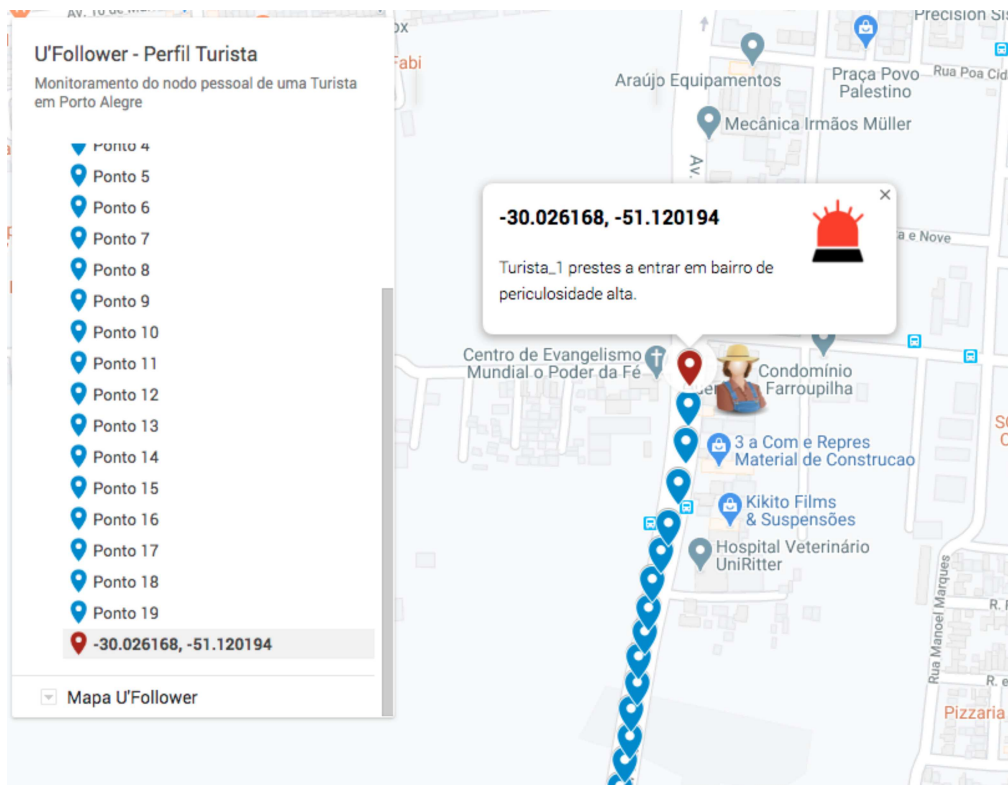 U'Follower - Perfil Turista
Monitoramento do nodo pessoal de uma Turista
em Porto Alegre
Ponto 4
Ponto 5
Ponto 6
Ponto 7
Ponto 8
Ponto 9
Ponto 10
Ponto 11
Ponto 12
Ponto 13
Ponto 14
Ponto 15
Ponto 16
Ponto 17
Ponto 18
Ponto 19
-30.026168, -51.120194
Mapa U'Follower
Fabi
Precision
Araújo Equipamentos
Praça Povo
Palestino
Rua Poa Cid
Mecânica Irmãos Müller
Av.
-30.026168, -51.120194
Turista_1 prestes a entrar em bairro de
periculosidade alta.
e Nove
Centro de Evangelismo
Mundial o Poder da Fé
Condomínio
Farroupilha
3 a Com e Repres
Material de Construcao
Kikito Films
& Suspensões
Hospital Veterinário
UniRitter
Rua Manoel Marques
R.
R. e
Pizzaria